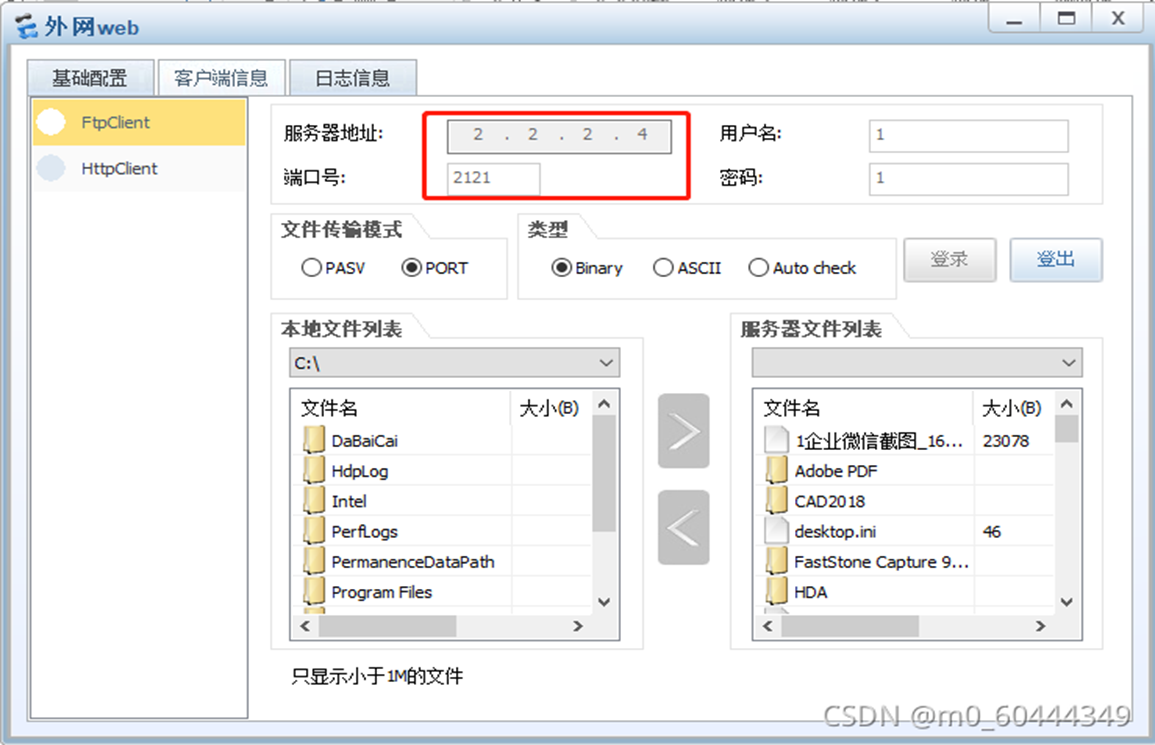 外网web
基础配置 客户端信息 日志信息
FtpClient
HttpClient
服务器地址: 2 . 2 . 2 . 4 用户名: 1
端口号: 2121 密码: 1
文件传输模式 类型
PASV PORT Binary ASCII Auto check 登录 登出
本地文件列表 服务器文件列表
C:\
文件名 大小(B) 文件名 大小(B)
DaBaiCai 1企业微信截图_16... 23078
HdpLog Adobe PDF
Intel CAD2018
PerfLogs desktop.ini 46
PermanenceDataPath FastStone Capture 9...
Program Files HDA
只显示小于1M的文件
CSDN @m0_60444349